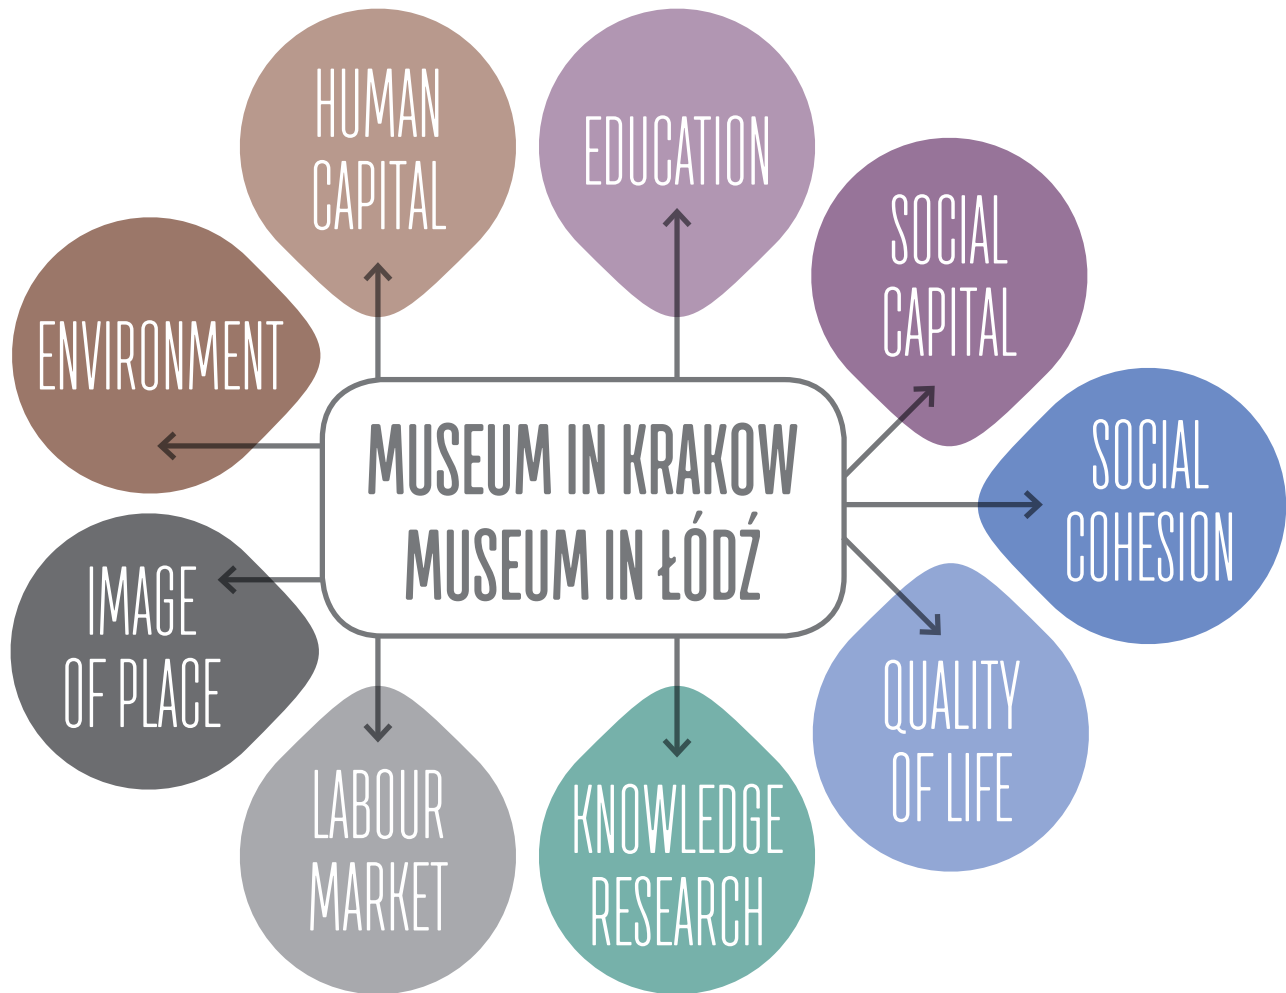 HUMAN
CAPITAL
EDUCATION
SOCIAL
CAPITAL
ENVIRONMENT
MUSEUM IN KRAKOW
MUSEUM IN ŁÓDŹ
SOCIAL
COHESION
IMAGE
OF PLACE
QUALITY
OF LIFE
LABOUR
MARKET
KNOWLEDGE
RESEARCH